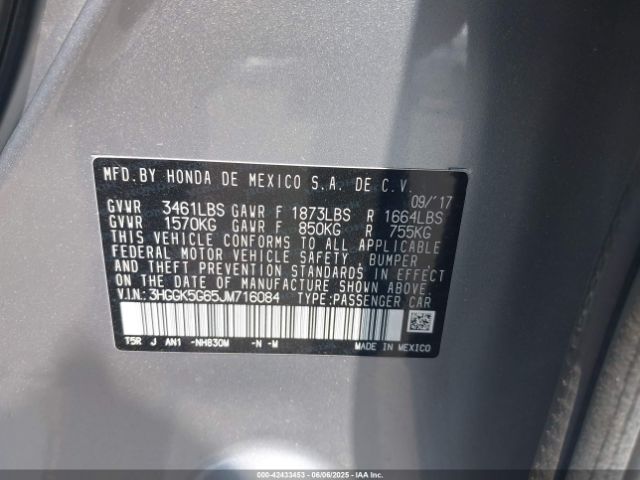 MFD.BY HONDA DE MEXICO S.A. DE C.V.
09/'17
GVWR 3461LBS GAWR F 1873LBS R 1664LBS
GVWR 1570KG GAWR F 850KG R 755KG
THIS VEHICLE CONFORMS TO ALL APPLICABLE
FEDERAL MOTOR VEHICLE SAFETY, BUMPER,
AND THEFT PREVENTION STANDARDS IN EFFECT
ON THE DATE OF MANUFACTURE SHOWN ABOVE.
V.I.N.: 3HGGK5G65JM716084 TYPE:PASSENGER CAR
T5R J AN1 -NH830M -N -M
MADE IN MEXICO
000-42433453 - 06/06/2025 - IAA Inc.